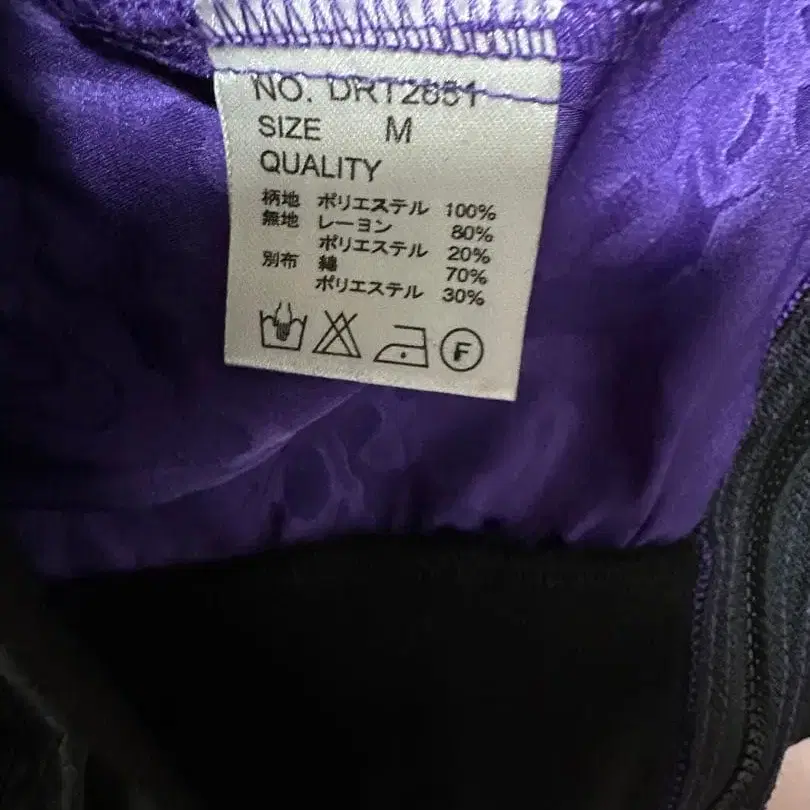 NO. DRT2651
SIZE M
QUALITY
柄地 ポリエステル 100%
無地 レーヨン 80%
ポリエステル 20%
別布 綿 70%
ポリエステル 30%
F